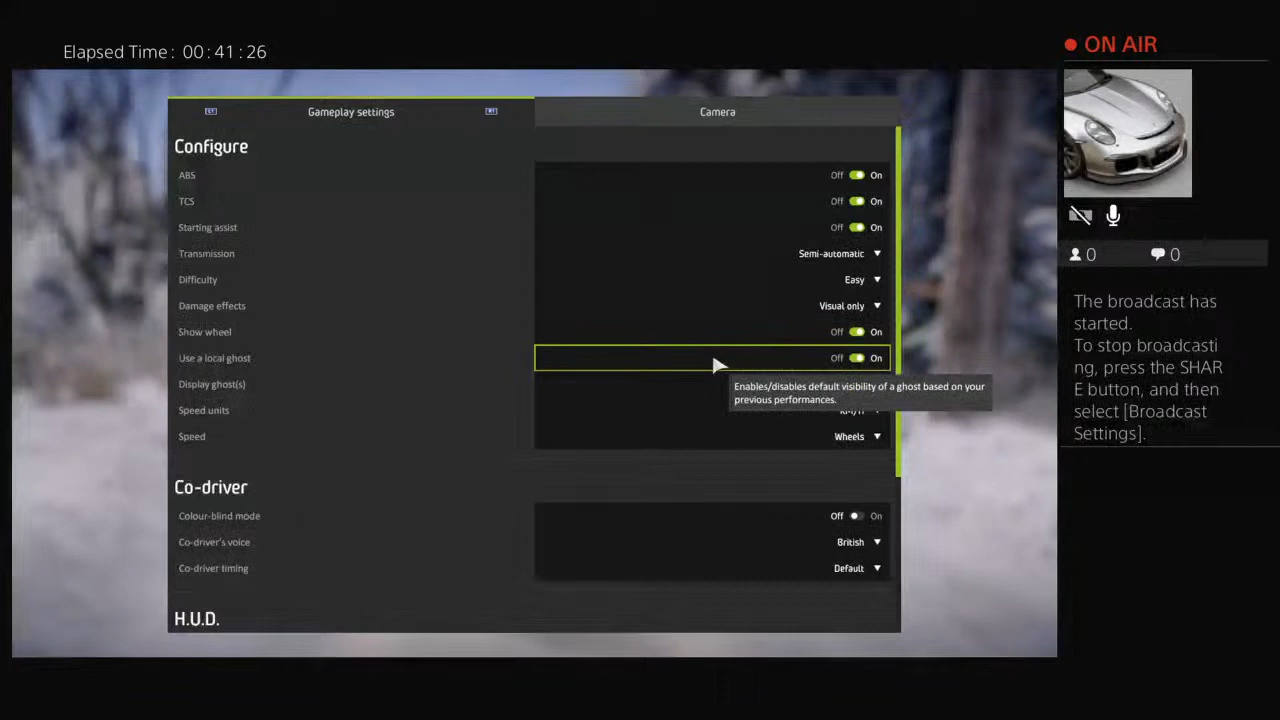 Elapsed Time: 00:41:26
ON AIR
Gameplay settings
Camera
Configure
ABS Off On
TCS Off On
Starting assist Off On
Transmission Semi-automatic
Difficulty Easy
Damage effects Visual only
Show wheel Off On
Use a local ghost Off On
Display ghost(s)
Enables/disables default visibility of a ghost based on your
previous performances.
Speed units
Speed Wheels
Co-driver
Colour-blind mode Off On
Co-driver's voice British
Co-driver timing Default
H.U.D.
0 0
The broadcast has
started.
To stop broadcasti
ng, press the SHAR
E button, and then
select [Broadcast
Settings].